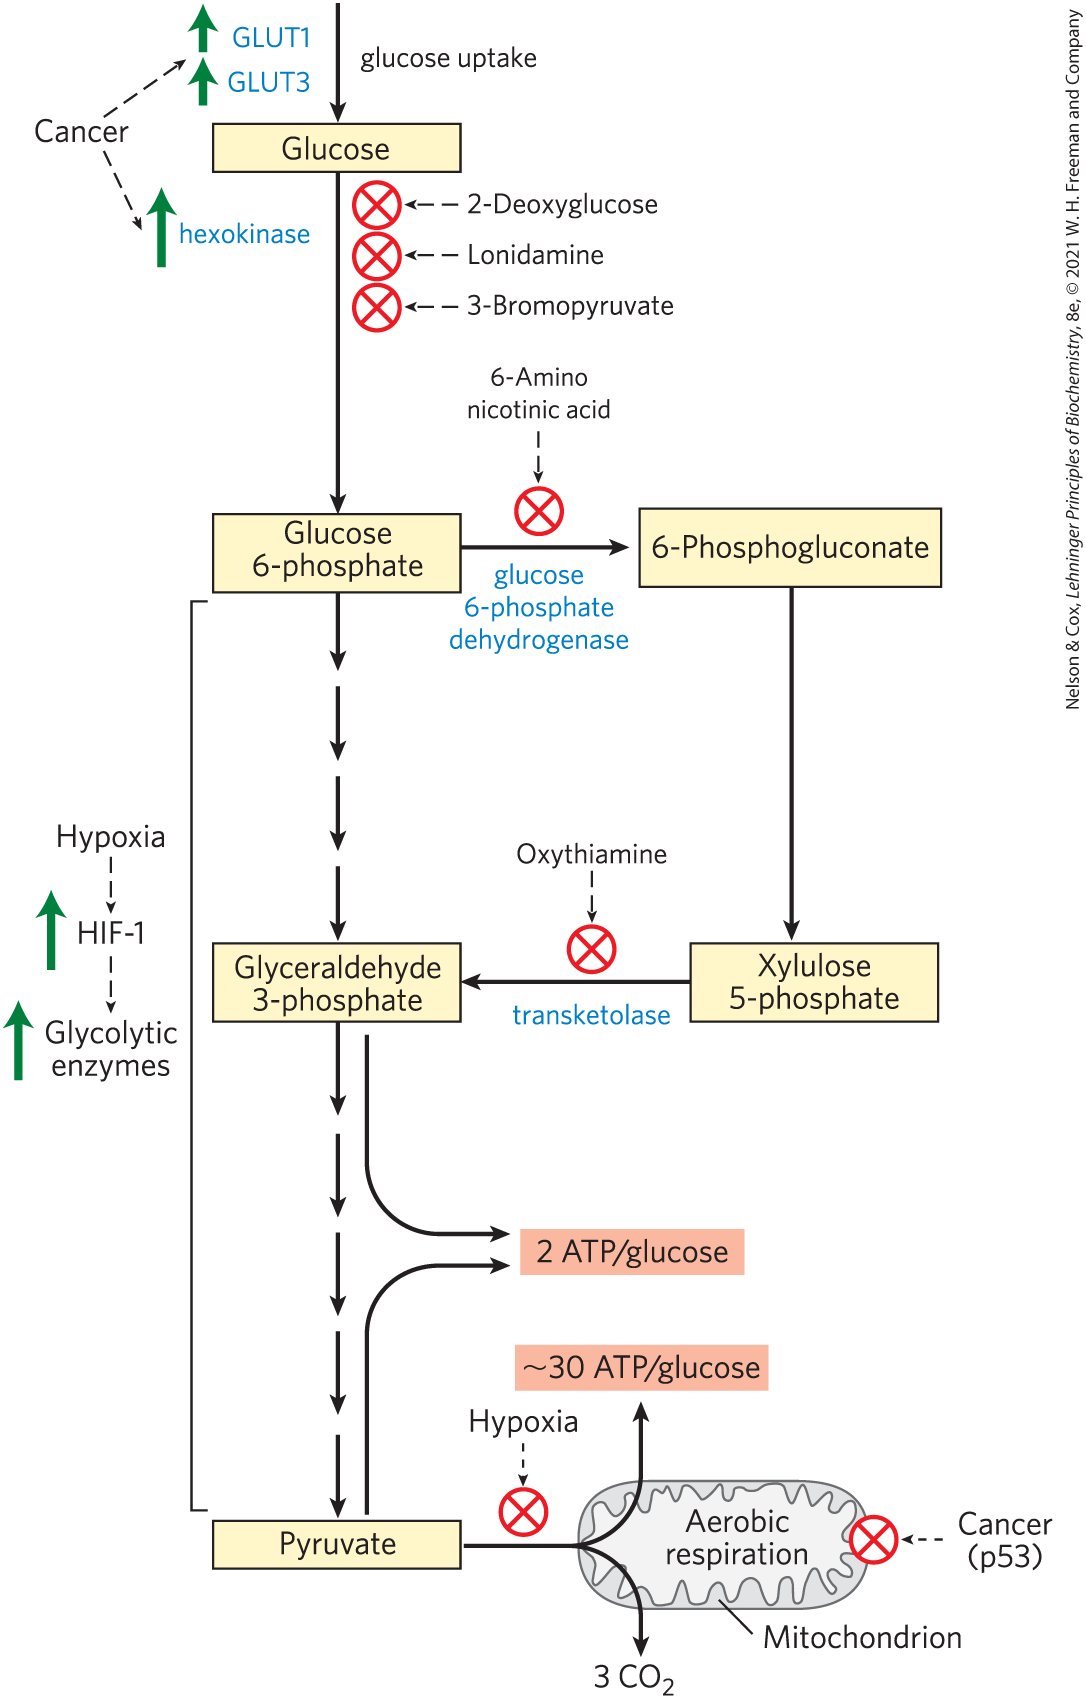 GLUT1
GLUT3
glucose uptake
Cancer
Glucose
hexokinase
2-Deoxyglucose
Lonidamine
3-Bromopyruvate
6-Amino
nicotinic acid
Glucose
6-phosphate
glucose
6-phosphate
dehydrogenase
6-Phosphogluconate
Hypoxia
HIF-1
Glycolytic
enzymes
Oxythiamine
Glyceraldehyde
3-phosphate
transketolase
Xylulose
5-phosphate
2 ATP/glucose
~30 ATP/glucose
Hypoxia
Pyruvate
Aerobic
respiration
Cancer
(p53)
Mitochondrion
3 CO₂
Nelson & Cox, Lehninger Principles of Biochemistry, 8e, © 2021 W. H. Freeman and Company